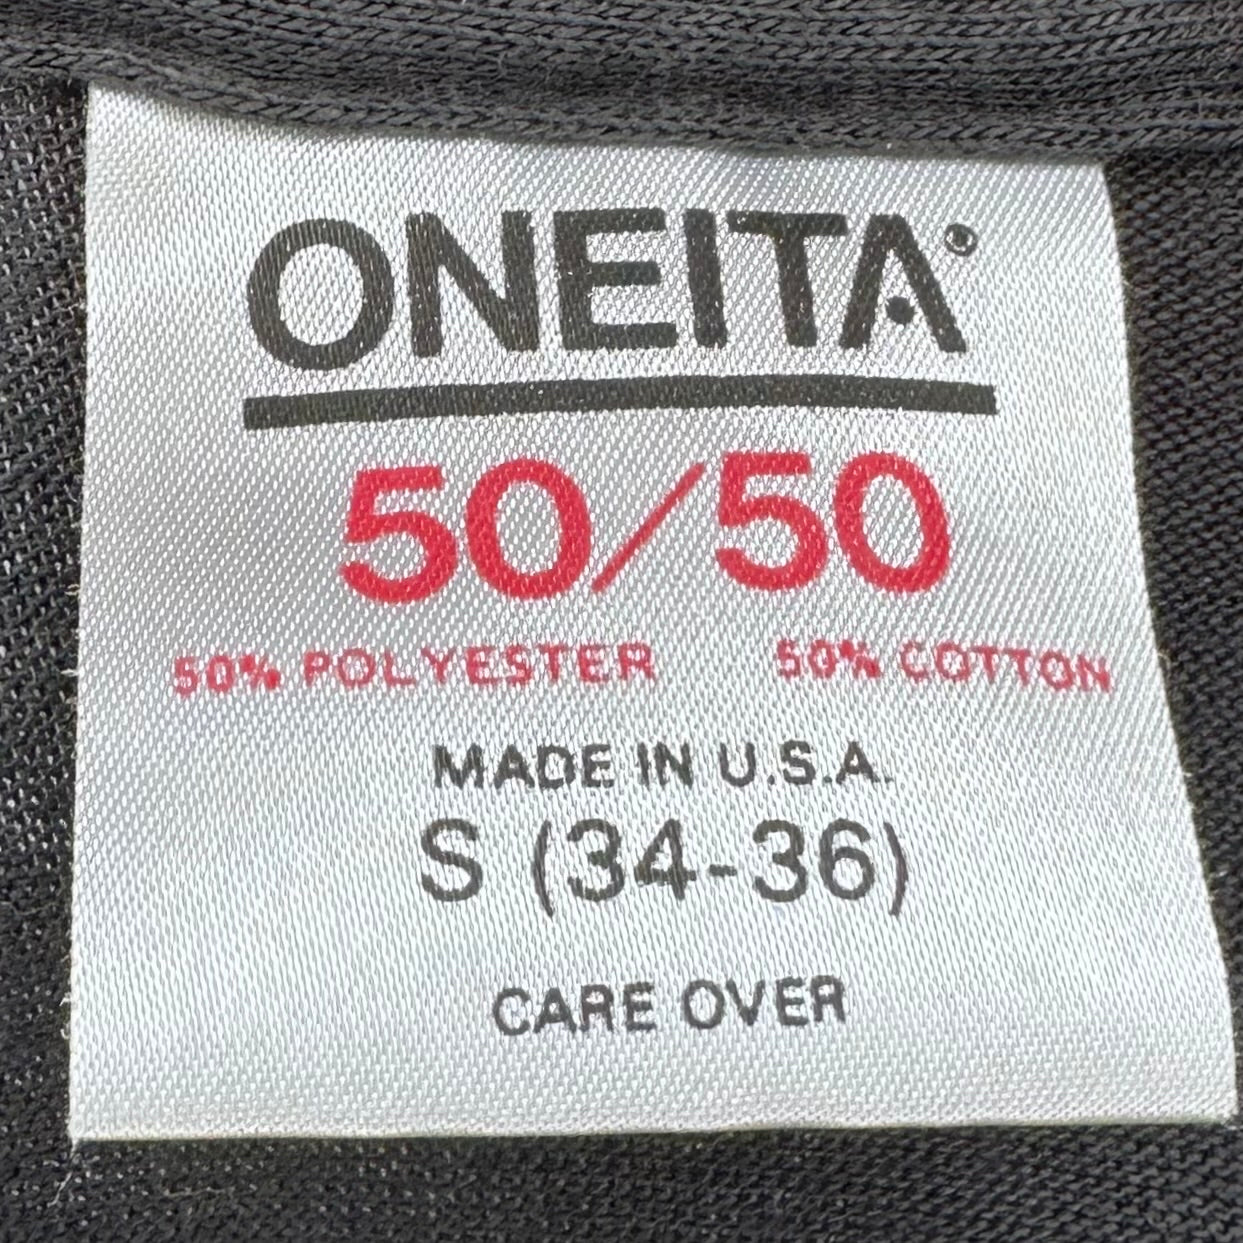 ONEITA®
50/50
50% POLYESTER 50% COTTON
MADE IN U.S.A.
S (34-36)
CARE OVER